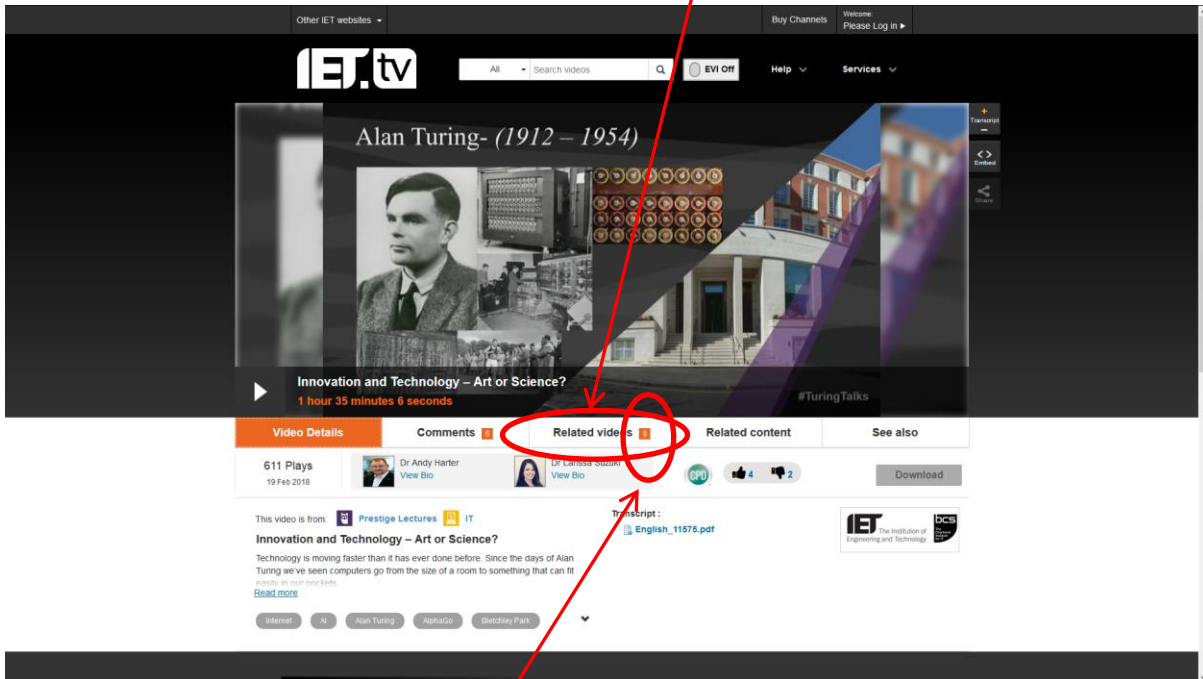 Other IET websites
Buy Channels
Welcome.
Please Log in
IET.tv
All
Search videos
EVI Off
Help
Services
Alan Turing- (1912 – 1954)
Transcript
Embed
Share
Innovation and Technology – Art or Science?
1 hour 35 minutes 6 seconds
#TuringTalks
Video Details
Comments 6
Related videos 8
Related content
See also
611 Plays
19 Feb 2018
Dr Andy Harter
View Bio
Dr Larissa Suzuki
View Bio
CPD
4
2
Download
This video is from: Prestige Lectures IT
Transcript :
English_11575.pdf
IET The Institution of
Engineering and Technology
bcs
Innovation and Technology – Art or Science?
Technology is moving faster than it has ever done before. Since the days of Alan
Turing we've seen computers go from the size of a room to something that can fit
easily in our pockets.
Read more
Internet
AI
Alan Turing
AlphaGo
Bletchley Park